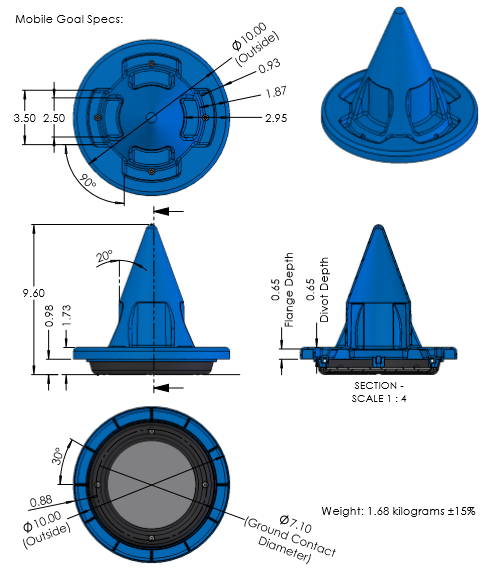 Mobile Goal Specs:
Ø10.00
(Outside)
0.93
1.87
2.95
3.50
2.50
90°
20°
9.60
0.98
1.73
0.65
Flange Depth
0.65
Divot Depth
SECTION -
SCALE 1 : 4
30°
0.88
Ø10.00
(Outside)
Ø7.10
(Ground Contact
Diameter)
Weight: 1.68 kilograms ±15%